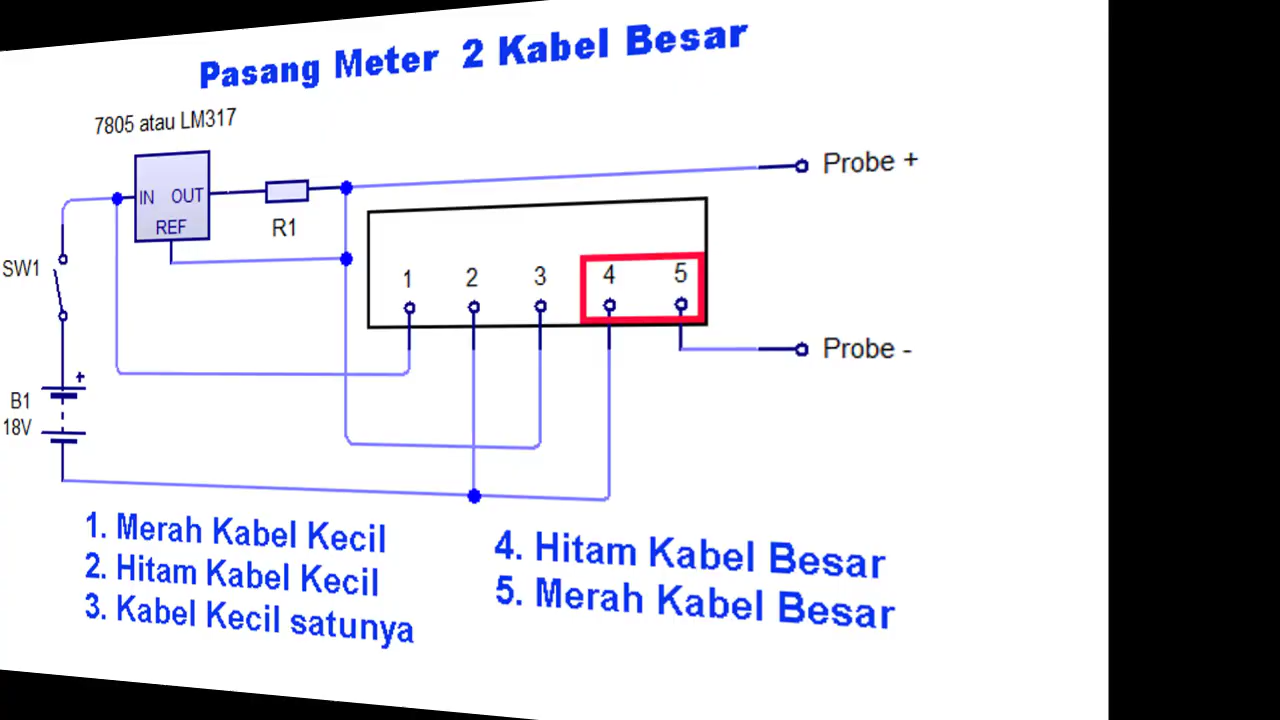 Pasang Meter 2 Kabel Besar
7805 atau LM317
Probe +
IN OUT
REF
R1
SW1
1 2 3 4 5
Probe -
+
B1
18V
1. Merah Kabel Kecil
2. Hitam Kabel Kecil
3. Kabel Kecil satunya
4. Hitam Kabel Besar
5. Merah Kabel Besar